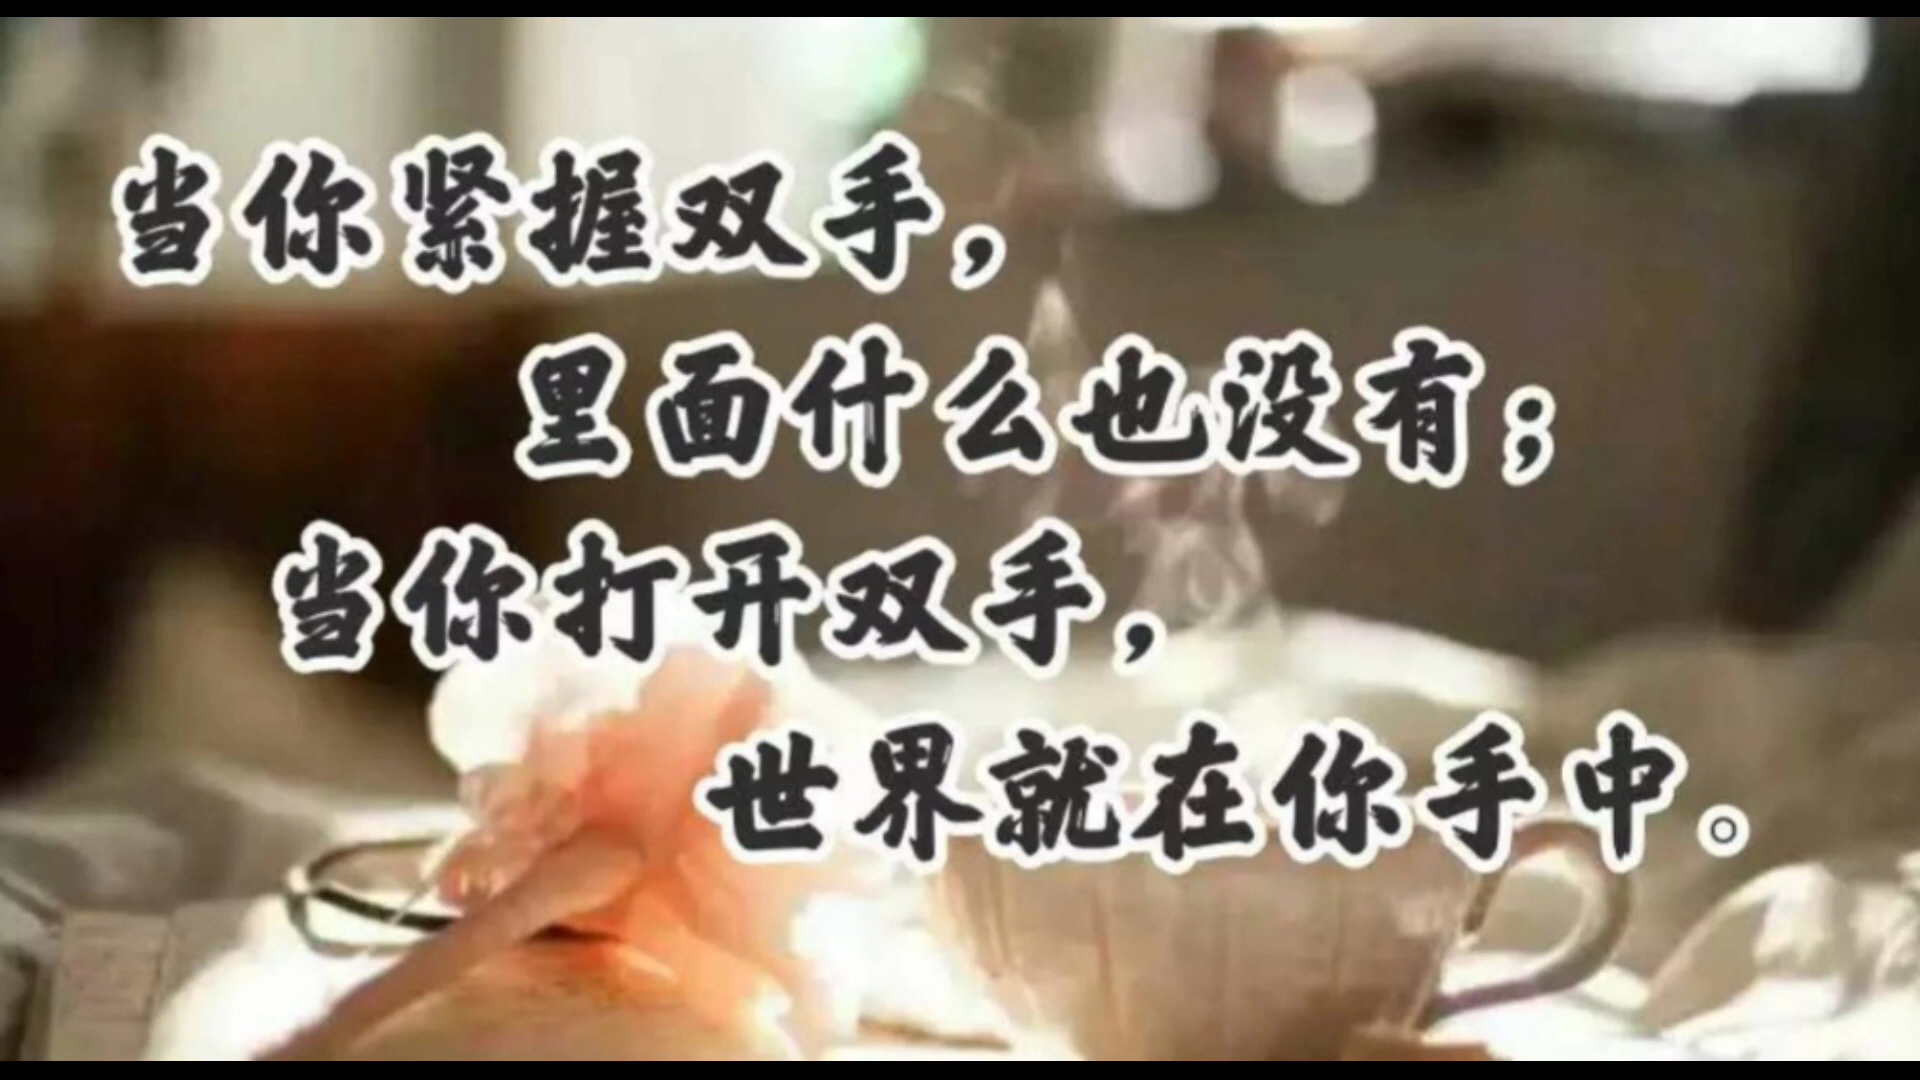 当你紧握双手，
里面什么也没有；
当你打开双手，
世界就在你手中。